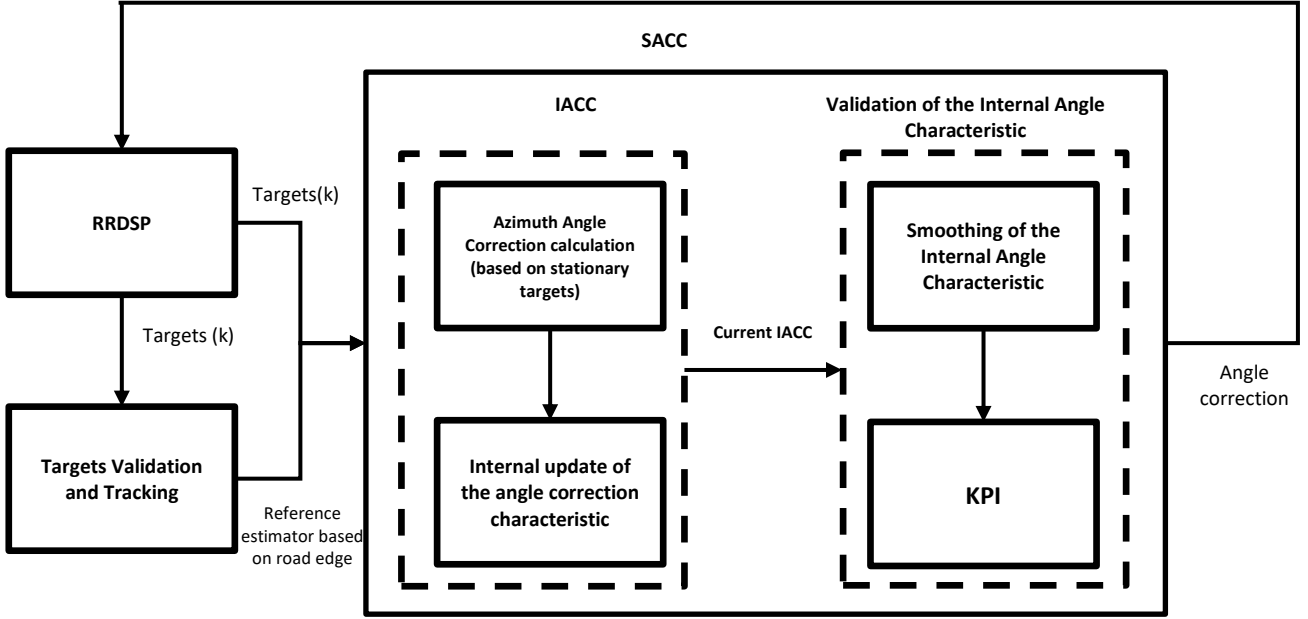 SACC
RRDSP
Targets(k)
Targets (k)
Targets Validation
and Tracking
Reference
estimator based
on road edge
IACC
Azimuth Angle
Correction calculation
(based on stationary
targets)
Internal update of
the angle correction
characteristic
Current IACC
Validation of the Internal Angle
Characteristic
Smoothing of the
Internal Angle
Characteristic
KPI
Angle
correction